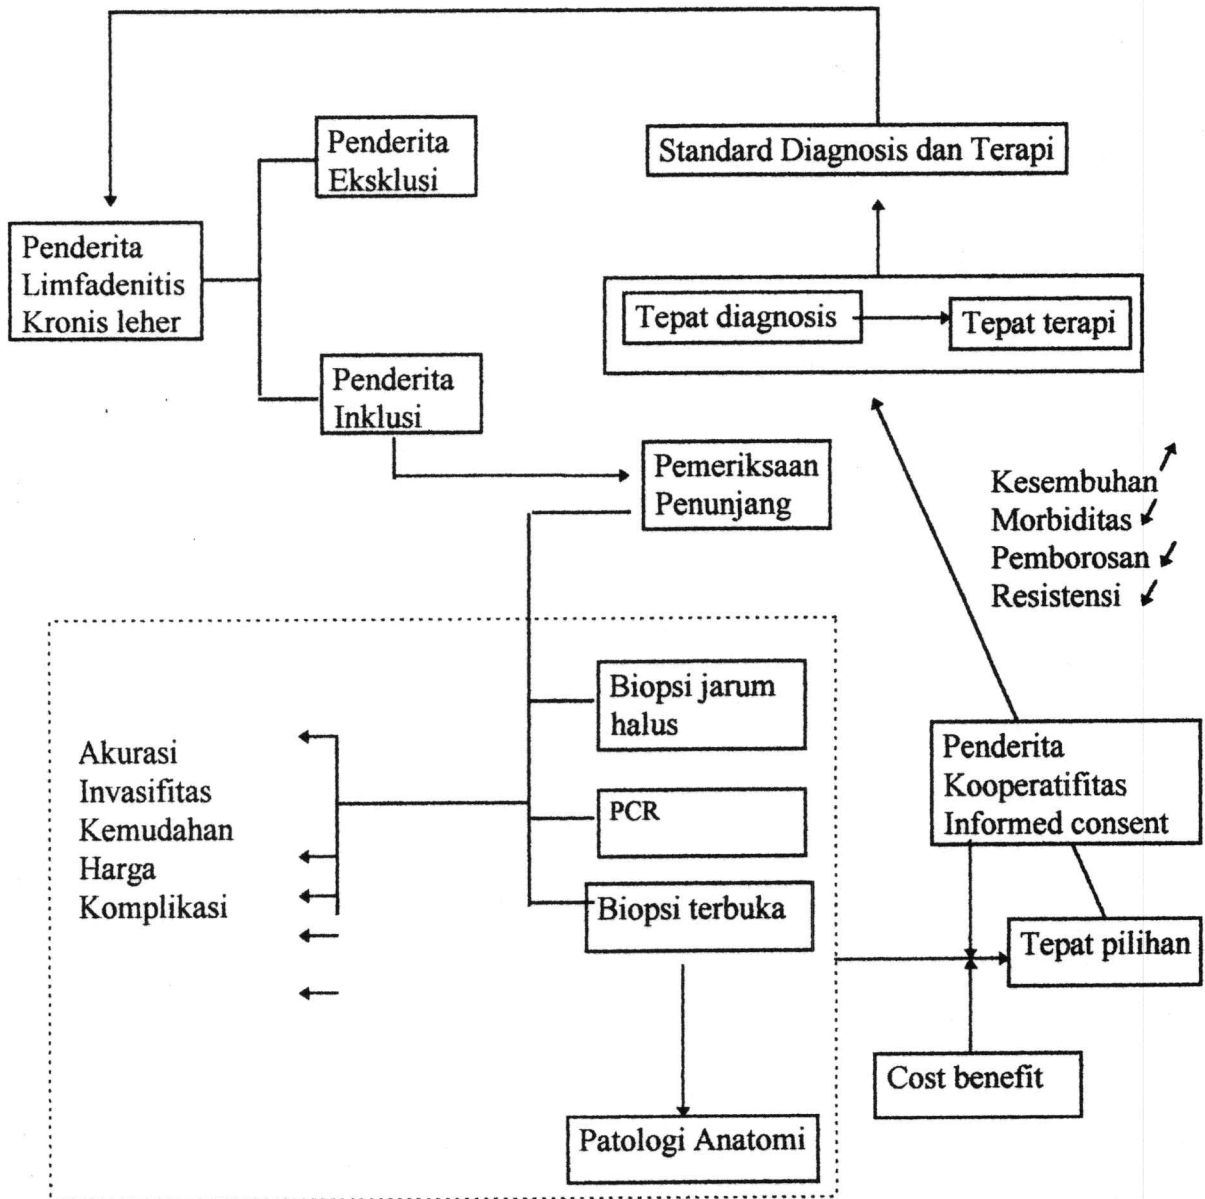 Penderita
Eksklusi
Standard Diagnosis dan Terapi
Penderita
Limfadenitis
Kronis leher
Tepat diagnosis
Tepat terapi
Penderita
Inklusi
Pemeriksaan
Penunjang
Kesembuhan
Morbiditas
Pemborosan
Resistensi
Biopsi jarum
halus
Akurasi
Invasifitas
Kemudahan
Harga
Komplikasi
PCR
Biopsi terbuka
Penderita
Kooperatifitas
Informed consent
Tepat pilihan
Cost benefit
Patologi Anatomi